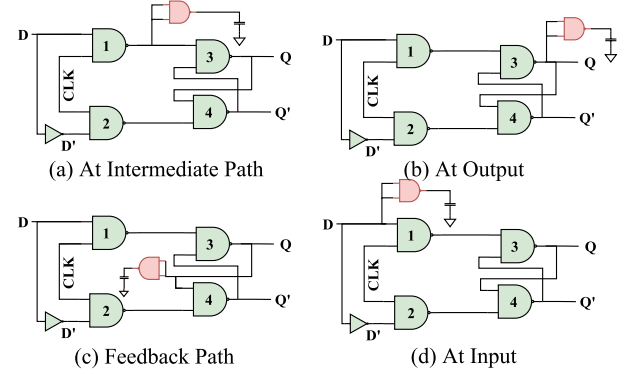 D
1
3
Q
CLK
2
4
Q'
D'
(a) At Intermediate Path
D
1
3
Q
CLK
2
4
Q'
D'
(b) At Output
D
1
3
Q
CLK
2
4
Q'
D'
(c) Feedback Path
D
1
3
Q
CLK
2
4
Q'
D'
(d) At Input